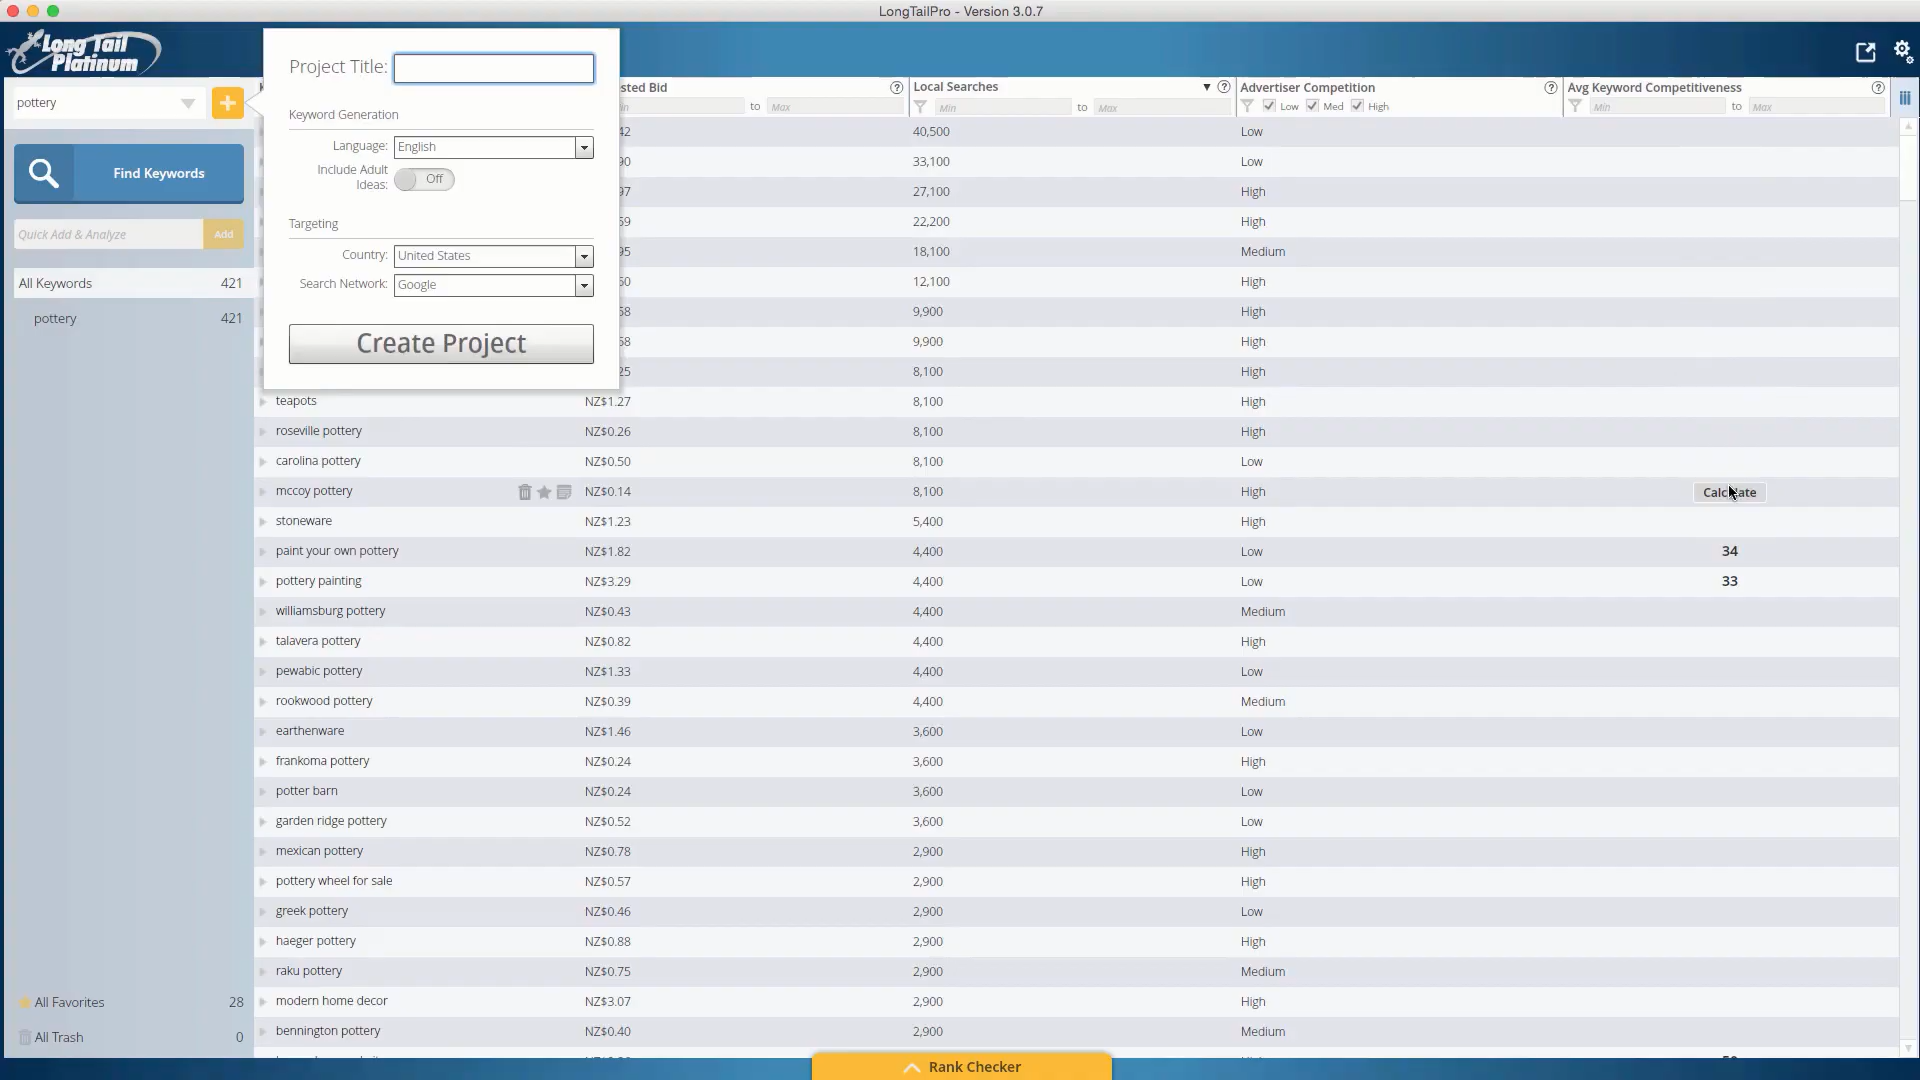 LongTailPro - Version 3.0.7
Long Tail
Platinum
pottery
+
Find Keywords
Quick Add & Analyze
Add
All Keywords 421
pottery 421
All Favorites 28
All Trash 0
Project Title:
Keyword Generation
Language: English
Include Adult
Ideas: Off
Targeting
Country: United States
Search Network: Google
Create Project
sted Bid ? Local Searches ? Advertiser Competition ? Avg Keyword Competitiveness ?
to Max Min to Max Low Med High Min to Max
42 40,500 Low
90 33,100 Low
97 27,100 High
59 22,200 High
95 18,100 Medium
50 12,100 High
58 9,900 High
58 9,900 High
25 8,100 High
teapots NZ$1.27 8,100 High
roseville pottery NZ$0.26 8,100 High
carolina pottery NZ$0.50 8,100 Low
mccoy pottery NZ$0.14 8,100 High
stoneware NZ$1.23 5,400 High
paint your own pottery NZ$1.82 4,400 Low 34
pottery painting NZ$3.29 4,400 Low 33
williamsburg pottery NZ$0.43 4,400 Medium
talavera pottery NZ$0.82 4,400 High
pewabic pottery NZ$1.33 4,400 Low
rookwood pottery NZ$0.39 4,400 Medium
earthenware NZ$1.46 3,600 Low
frankoma pottery NZ$0.24 3,600 High
potter barn NZ$0.24 3,600 Low
garden ridge pottery NZ$0.52 3,600 Low
mexican pottery NZ$0.78 2,900 High
pottery wheel for sale NZ$0.57 2,900 High
greek pottery NZ$0.46 2,900 Low
haeger pottery NZ$0.88 2,900 High
raku pottery NZ$0.75 2,900 Medium
modern home decor NZ$3.07 2,900 High
bennington pottery NZ$0.40 2,900 Medium
Rank Checker